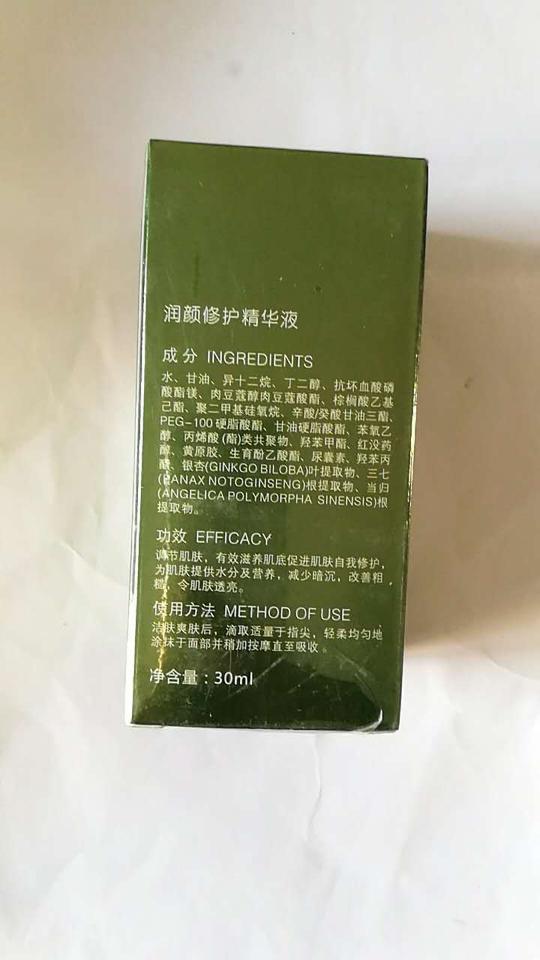 润颜修护精华液
成分 INGREDIENTS
水、甘油、异十二烷、丁二醇、抗坏血酸磷
酸酯镁、肉豆蔻醇肉豆蔻酸酯、棕榈酸乙基
己酯、聚二甲基硅氧烷、辛酸/癸酸甘油三酯、
PEG-100硬脂酸酯、甘油硬脂酸酯、苯氧乙
醇、丙烯酸(酯)类共聚物、羟苯甲酯、红没药
醇、黄原胶、生育酚乙酸酯、尿囊素、羟苯丙
酯、银杏(GINKGO BILOBA)叶提取物、三七
(PANAX NOTOGINSENG)根提取物、当归
(ANGELICA POLYMORPHA SINENSIS)根
提取物。
功效 EFFICACY
调节肌肤，有效滋养肌底促进肌肤自我修护，
为肌肤提供水分及营养，减少暗沉，改善粗
糙，令肌肤透亮。
使用方法 METHOD OF USE
洁肤爽肤后，滴取适量于指尖，轻柔均匀地
涂抹于面部并稍加按摩直至吸收。
净含量：30ml